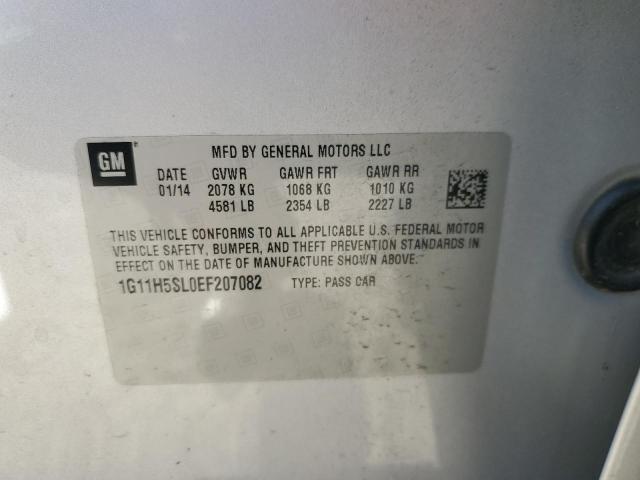 GM
MFD BY GENERAL MOTORS LLC
DATE GVWR GAWR FRT GAWR RR
01/14 2078 KG 1068 KG 1010 KG
4581 LB 2354 LB 2227 LB
THIS VEHICLE CONFORMS TO ALL APPLICABLE U.S. FEDERAL MOTOR
VEHICLE SAFETY, BUMPER, AND THEFT PREVENTION STANDARDS IN
EFFECT ON THE DATE OF MANUFACTURE SHOWN ABOVE.
1G11H5SL0EF207082 TYPE: PASS CAR